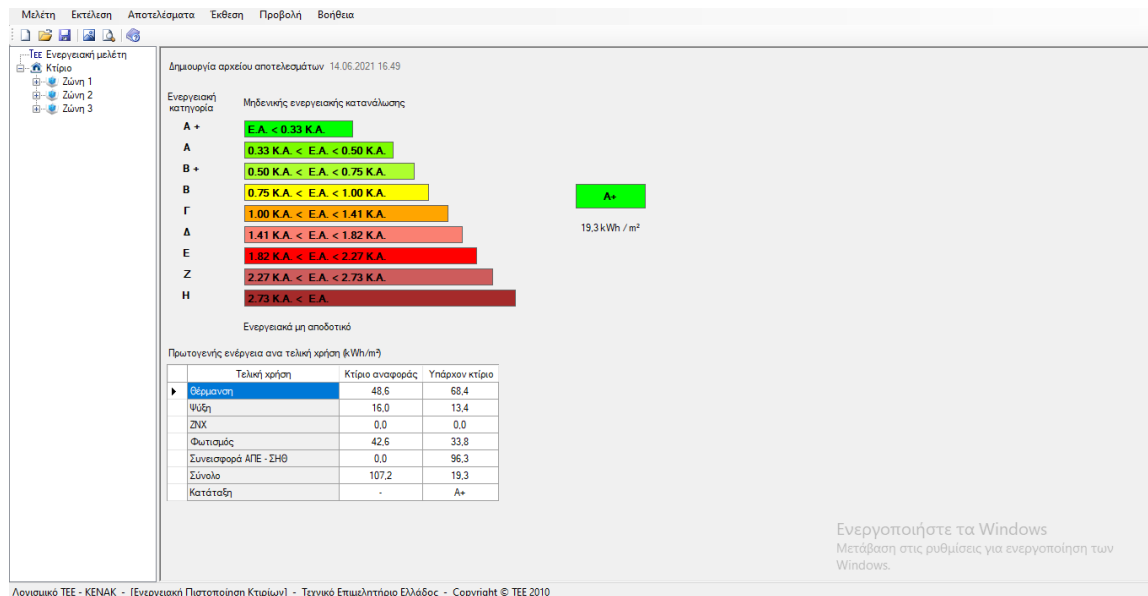 Μελέτη Εκτέλεση Αποτελέσματα Έκθεση Προβολή Βοήθεια
ΤΕΕ Ενεργειακή μελέτη
Κτίριο
Ζώνη 1
Ζώνη 2
Ζώνη 3
Δημιουργία αρχείου αποτελεσμάτων 14.06.2021 16.49
Ενεργειακή κατηγορία
Μηδενικής ενεργειακής κατανάλωσης
Α + Ε.Α. < 0.33 Κ.Α.
Α 0.33 Κ.Α. < Ε.Α. < 0.50 Κ.Α.
Β + 0.50 Κ.Α. < Ε.Α. < 0.75 Κ.Α.
Β 0.75 Κ.Α. < Ε.Α. < 1.00 Κ.Α.
Γ 1.00 Κ.Α. < Ε.Α. < 1.41 Κ.Α.
Δ 1.41 Κ.Α. < Ε.Α. < 1.82 Κ.Α.
Ε 1.82 Κ.Α. < Ε.Α. < 2.27 Κ.Α.
Ζ 2.27 Κ.Α. < Ε.Α. < 2.73 Κ.Α.
Η 2.73 Κ.Α. < Ε.Α.
Α+
19,3 kWh / m²
Ενεργειακά μη αποδοτικό
Πρωτογενής ενέργεια ανα τελική χρήση (kWh/m²)
Τελική χρήση Κτίριο αναφοράς Υπάρχον κτίριο
Θέρμανση 48,6 68,4
Ψύξη 16,0 13,4
ΖΝΧ 0,0 0,0
Φωτισμός 42,6 33,8
Συνεισφορά ΑΠΕ - ΣΗΘ 0,0 96,3
Σύνολο 107,2 19,3
Κατάταξη - Α+
Ενεργοποιήστε τα Windows
Μετάβαση στις ρυθμίσεις για ενεργοποίηση των
Windows.
Λογισμικό ΤΕΕ - ΚΕΝΑΚ - [Ενεργειακή Πιστοποίηση Κτιρίων] - Τεχνικό Επιμελητήριο Ελλάδος - Copyright © ΤΕΕ 2010